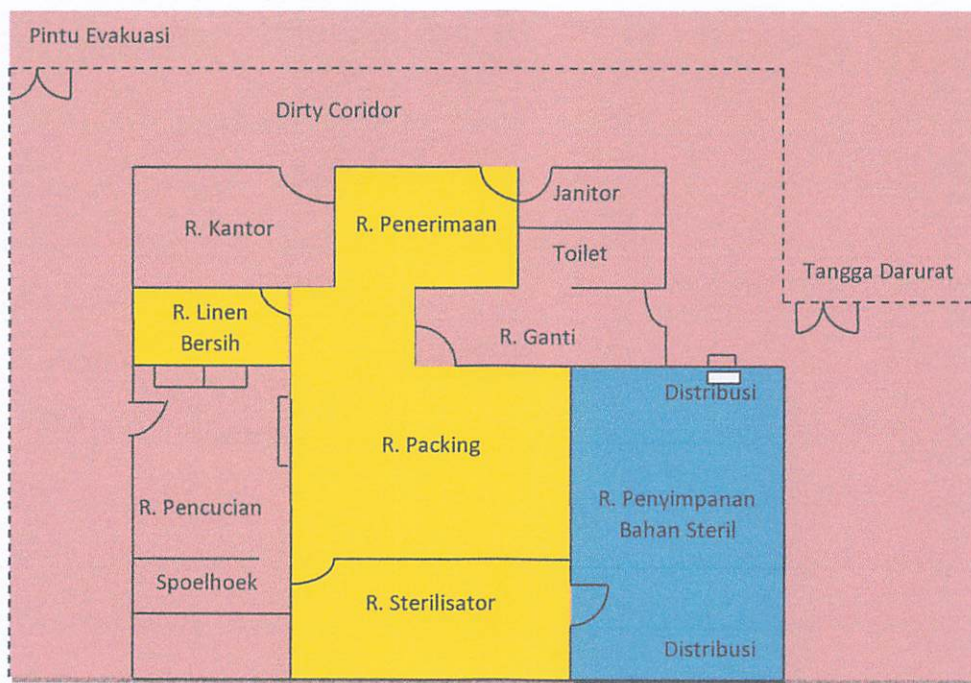 Pintu Evakuasi
Dirty Coridor
Janitor
R. Kantor
R. Penerimaan
Toilet
Tangga Darurat
R. Linen
Bersih
R. Ganti
Distribusi
R. Packing
R. Penyimpanan
Bahan Steril
R. Pencucian
Spoelhoek
R. Sterilisator
Distribusi